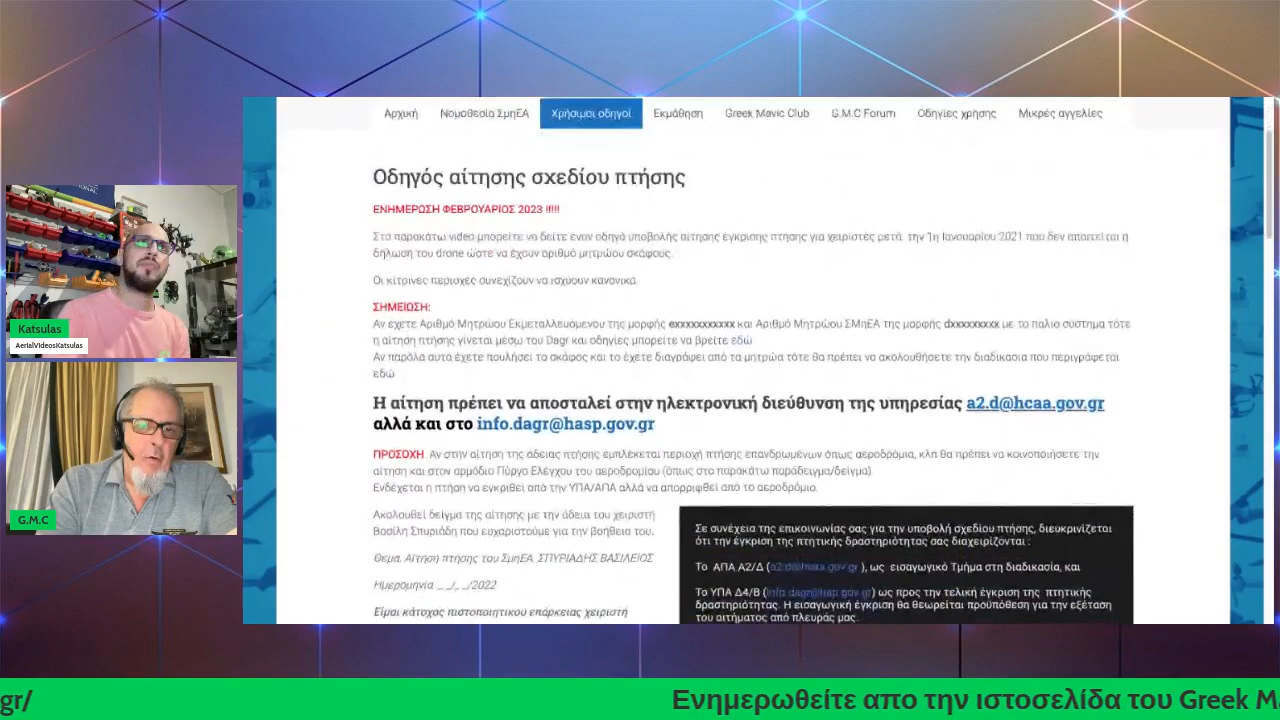 Αρχική Νομοθεσία ΣμηΕΑ Χρήσιμοι οδηγοί Εκμάθηση Greek Mavic Club G.M.C Forum Οδηγίες χρήσης Μικρές αγγελίες
Οδηγός αίτησης σχεδίου πτήσης
ΕΝΗΜΕΡΩΣΗ ΦΕΒΡΟΥΑΡΙΟΣ 2023 !!!!!
Στο παρακάτω video μπορείτε να δείτε έναν οδηγό υποβολής αίτησης έγκρισης πτησης για χειριστές μετά την 1η Ιανουαρίου 2021 που δεν απαιτείται η
δήλωση του drone ώστε να έχουν αριθμό μητρώου σκάφους.
Οι κίτρινες περιοχές συνεχίζουν να ισχύουν κανονικά
ΣΗΜΕΙΩΣΗ:
Αν εχετε Αριθμό Μητρώου Εκμεταλλευόμενου της μορφής exxxxxxxxxxx και Αριθμό Μητρώου ΣΜηΕΑ της μορφής dxxxxxxxxx με το παλιο σύστημα τότε
η αίτηση πτήσης γίνεται μέσω του Dagr και οδηγίες μπορείτε να βρείτε εδώ
Αν παρόλα αυτά έχετε πουλήσει το σκάφος και το έχετε διαγράφει από τα μητρώα τότε θα πρέπει να ακολουθήσετε την διαδικασια που περιγράφεται
εδώ
Η αίτηση πρέπει να αποσταλεί στην ηλεκτρονική διεύθυνση της υπηρεσίας a2.d@hcaa.gov.gr
αλλά και στο info.dagr@hasp.gov.gr
ΠΡΟΣΟΧΗ Αν στην αίτηση της άδειας πτήσης εμπλέκεται περιοχή πτήσης επανδρωμένων όπως αεροδρόμια, κλπ θα πρέπει να κοινοποιήσετε την
αίτηση και στον αρμόδιο Πύργο Ελέγχου του αεροδρομίου (όπως στο παρακάτω παράδειγμα/δείγμα).
Ενδέχεται η πτήση να εγκριθεί από την ΥΠΑ/ΑΠΑ αλλά να απορριφθεί απο το αεροδρόμιο.
Ακολουθεί δείγμα της αίτησης με την άδεια του χειριστή
Βασίλη Σπυριάδη που ευχαριστούμε για την βοήθεια του.
Θεμα. Αίτηση πτήσης του ΣμηΕΑ ΣΠΥΡΙΑΔΗΣ ΒΑΣΙΛΕΙΟΣ
Ημερομηνία _ _/_ _/2022
Είμαι κάτοχος πιστοποιητικου επάρκειας χειριστή
Σε συνέχεια της επικοινωνίας σας για την υποβολή σχεδίου πτήσης, διευκρινίζεται
ότι την έγκριση της πτητικής δραστηριότητας σας διαχειρίζονται :
Το ΑΠΑ Α2/Δ (a2.d@hcaa.gov.gr ), ως εισαγωγικό Τμήμα στη διαδικασία, και
Το ΥΠΑ Δ4/Β (info.dagr@hasp.gov.gr) ως προς την τελική έγκριση της πτητικής
δραστηριότητας. Η εισαγωγική έγκριση θα θεωρείται προϋπόθεση για την εξέταση
του αιτήματος από πλευράς μας.
Katsulas
AerialVideosKatsulas
G.M.C
gr/ Ενημερωθείτε απο την ιστοσελίδα του Greek